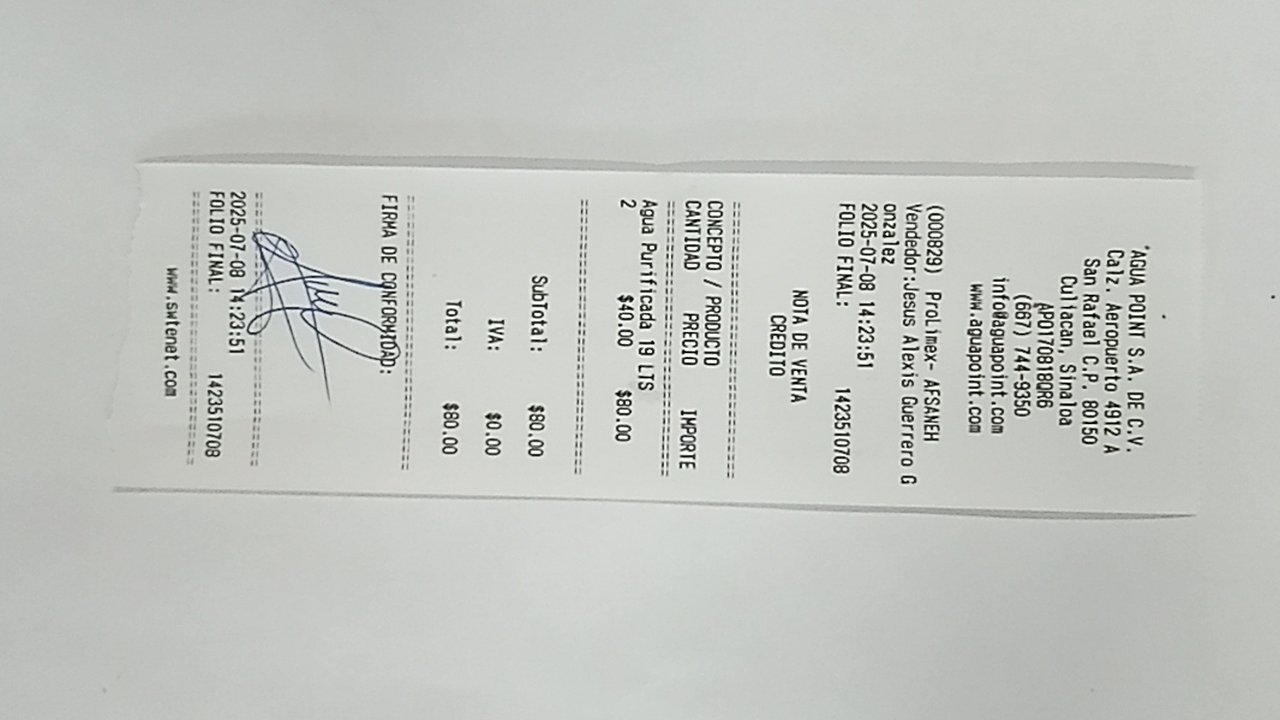 AGUA POINT S.A. DE C.V.
Calz. Aeropuerto 4912 A
San Rafael C.P. 80150
Culiacan, Sinaloa
APO170818QR6
(667) 744-9350
info@aguapoint.com
www.aguapoint.com
(000829) ProLimex- AFSANEH
Vendedor:Jesus Alexis Guerrero G
onzalez
2025-07-08 14:23:51
FOLIO FINAL: 1423510708
NOTA DE VENTA
CREDITO
CONCEPTO / PRODUCTO
CANTIDAD PRECIO IMPORTE
Agua Purificada 19 LTS
2 $40.00 $80.00
SubTotal: $80.00
IVA: $0.00
Total: $80.00
FIRMA DE CONFORMIDAD:
2025-07-08 14:23:51
FOLIO FINAL: 1423510708
www.swtenet.com